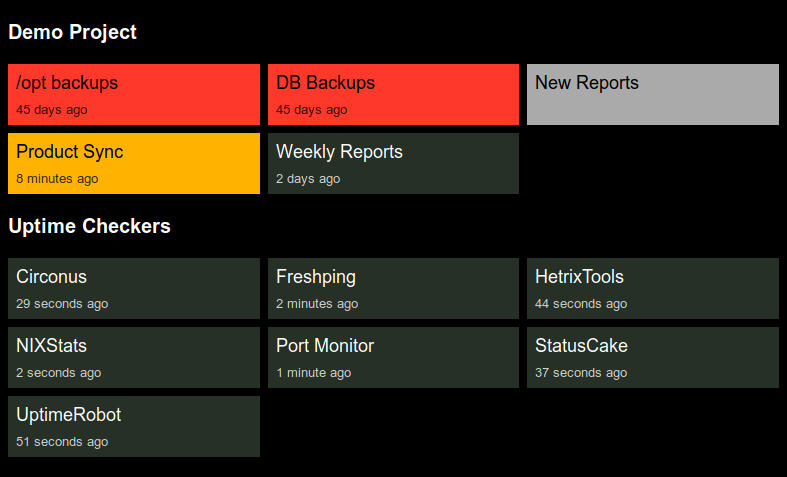 Demo Project
/opt backups
45 days ago
DB Backups
45 days ago
New Reports
Product Sync
8 minutes ago
Weekly Reports
2 days ago
Uptime Checkers
Circonus
29 seconds ago
Freshping
2 minutes ago
HetrixTools
44 seconds ago
NIXStats
2 seconds ago
Port Monitor
1 minute ago
StatusCake
37 seconds ago
UptimeRobot
51 seconds ago